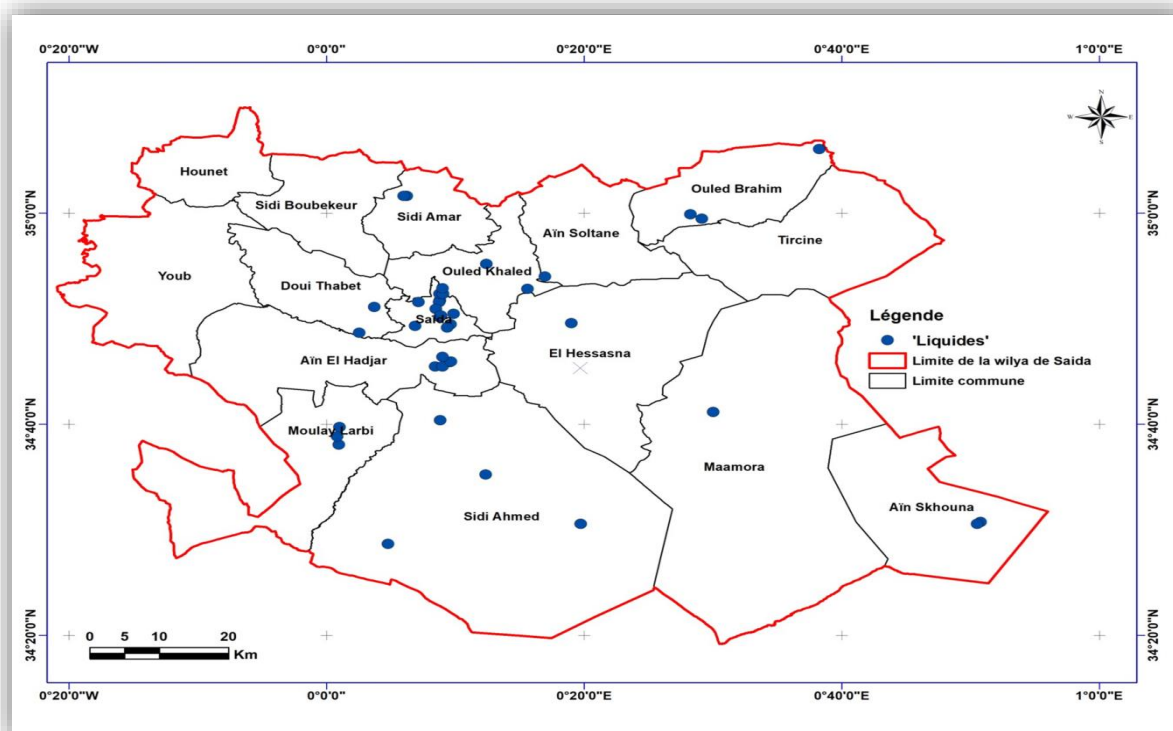 0°20'0"W 0°0'0" 0°20'0"E 0°40'0"E 1°0'0"E
N
W E
S
Hounet
Ouled Brahim
Sidi Boubekeur
Sidi Amar
35°0'0"N 35°0'0"N
Aïn Soltane
Tircine
Ouled Khaled
Youb
Doui Thabet
Saïda
Légende
'Liquides'
Limite de la wilya de Saida
Limite commune
El Hessasna
Aïn El Hadjar
34°40'0"N 34°40'0"N
Moulay Larbi
Maamora
Sidi Ahmed
Aïn Skhouna
34°20'0"N 34°20'0"N
0 5 10 20
Km
0°20'0"W 0°0'0" 0°20'0"E 0°40'0"E 1°0'0"E